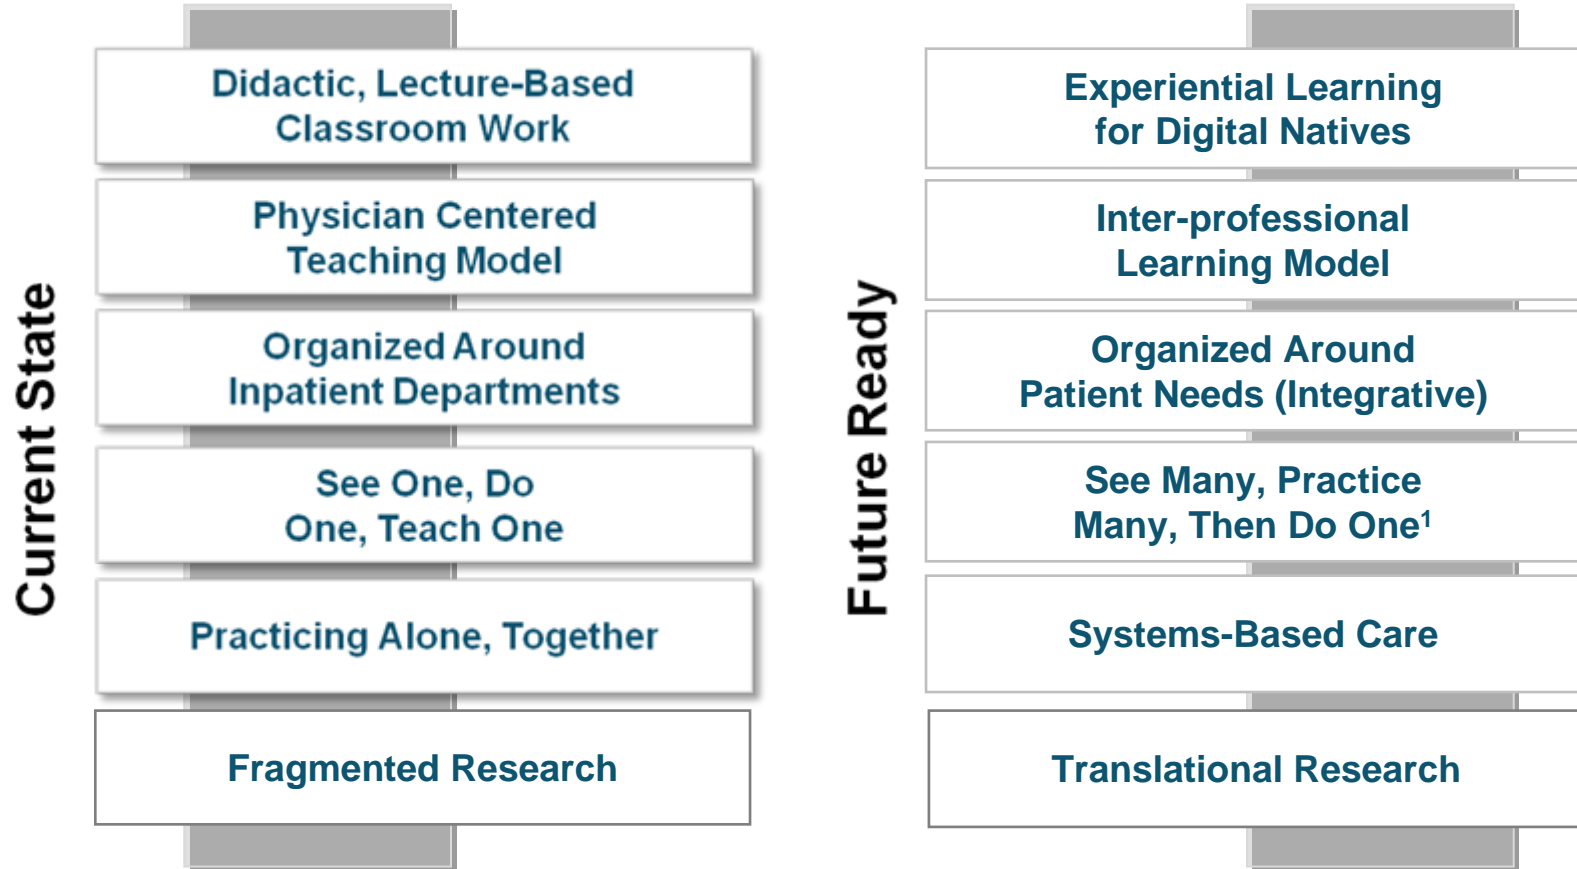 Current State
Didactic, Lecture-Based
Classroom Work
Physician Centered
Teaching Model
Organized Around
Inpatient Departments
See One, Do
One, Teach One
Practicing Alone, Together
Fragmented Research
Future Ready
Experiential Learning
for Digital Natives
Inter-professional
Learning Model
Organized Around
Patient Needs (Integrative)
See Many, Practice
Many, Then Do One¹
Systems-Based Care
Translational Research